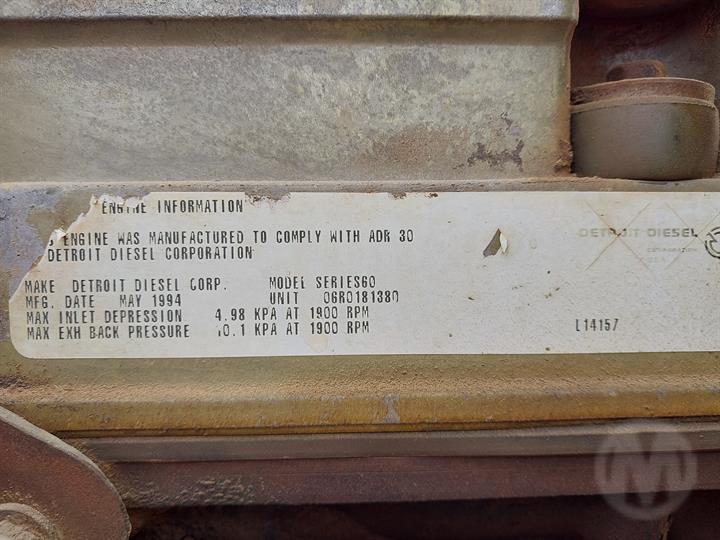 ENGINE INFORMATION
ENGINE WAS MANUFACTURED TO COMPLY WITH ADR 30
DETROIT DIESEL CORPORATION
DETROIT DIESEL
CORPORATION
MAKE DETROIT DIESEL CORP. MODEL SERIES60
MFG. DATE MAY 1994 UNIT 06R0181380
MAX INLET DEPRESSION 4.98 KPA AT 1900 RPM
MAX EXH BACK PRESSURE 10.1 KPA AT 1900 RPM
L14157
M